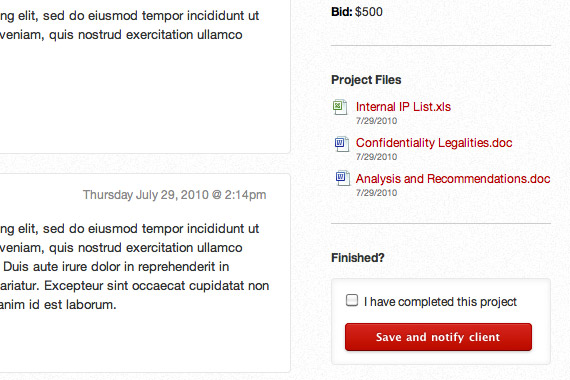 ng elit, sed do eiusmod tempor incididunt ut
veniam, quis nostrud exercitation ullamco
Thursday July 29, 2010 @ 2:14pm
ng elit, sed do eiusmod tempor incididunt ut
veniam, quis nostrud exercitation ullamco
Duis aute irure dolor in reprehenderit in
ariatur. Excepteur sint occaecat cupidatat non
anim id est laborum.
Bid: $500
Project Files
Internal IP List.xls
7/29/2010
Confidentiality Legalities.doc
7/29/2010
Analysis and Recommendations.doc
7/29/2010
Finished?
I have completed this project
Save and notify client